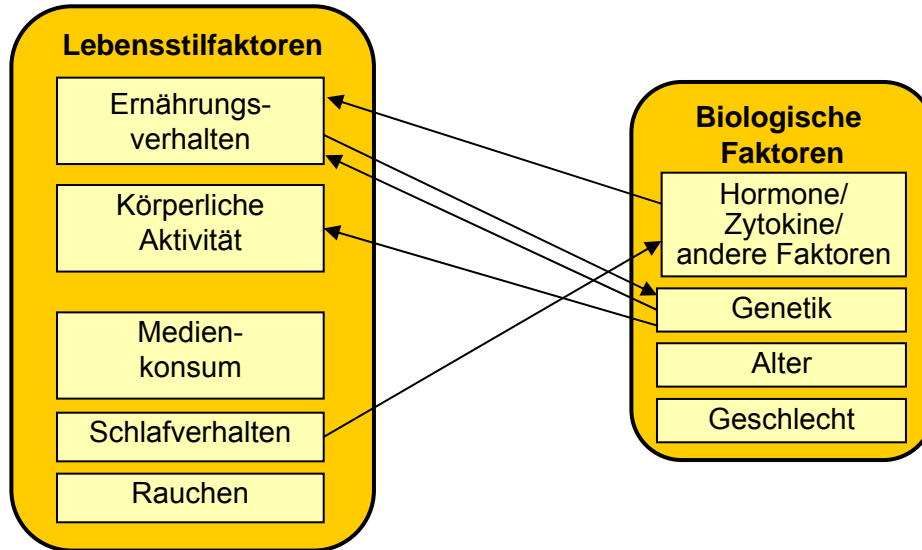 Lebensstilfaktoren
Ernährungs-
verhalten
Körperliche
Aktivität
Medien-
konsum
Schlafverhalten
Rauchen
Biologische
Faktoren
Hormone/
Zytokine/
andere Faktoren
Genetik
Alter
Geschlecht